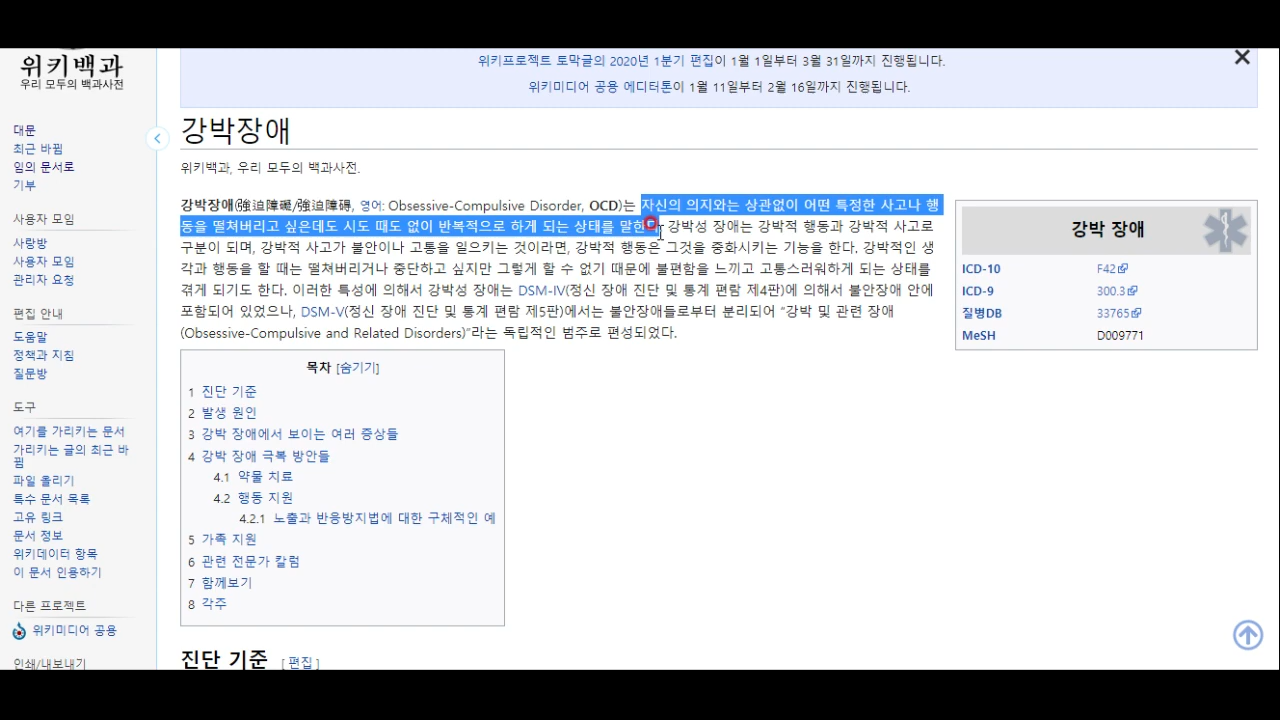 위키백과
우리 모두의 백과사전
위키프로젝트 토막글의 2020년 1분기 편집이 1월 1일부터 3월 31일까지 진행됩니다.
위키미디어 공용 에디터톤이 1월 11일부터 2월 16일까지 진행됩니다.
대문
최근 바뀜
임의 문서로
기부
사용자 모임
사랑방
사용자 모임
관리자 요청
편집 안내
도움말
정책과 지침
질문방
도구
여기를 가리키는 문서
가리키는 글의 최근 바
뀜
파일 올리기
특수 문서 목록
고유 링크
문서 정보
위키데이터 항목
이 문서 인용하기
다른 프로젝트
위키미디어 공용
인쇄/내보내기
강박장애
위키백과, 우리 모두의 백과사전.
강박장애(強迫障礙/強迫障碍, 영어: Obsessive-Compulsive Disorder, OCD)는 자신의 의지와는 상관없이 어떤 특정한 사고나 행
동을 떨쳐버리고 싶은데도 시도 때도 없이 반복적으로 하게 되는 상태를 말한다. 강박성 장애는 강박적 행동과 강박적 사고로
구분이 되며, 강박적 사고가 불안이나 고통을 일으키는 것이라면, 강박적 행동은 그것을 중화시키는 기능을 한다. 강박적인 생
각과 행동을 할 때는 떨쳐버리거나 중단하고 싶지만 그렇게 할 수 없기 때문에 불편함을 느끼고 고통스러워하게 되는 상태를
겪게 되기도 한다. 이러한 특성에 의해서 강박성 장애는 DSM-IV(정신 장애 진단 및 통계 편람 제4판)에 의해서 불안장애 안에
포함되어 있었으나, DSM-V(정신 장애 진단 및 통계 편람 제5판)에서는 불안장애들로부터 분리되어 “강박 및 관련 장애
(Obsessive-Compulsive and Related Disorders)”라는 독립적인 범주로 편성되었다.
강박 장애
ICD-10 F42
ICD-9 300.3
질병DB 33765
MeSH D009771
목차 [숨기기]
1 진단 기준
2 발생 원인
3 강박 장애에서 보이는 여러 증상들
4 강박 장애 극복 방안들
4.1 약물 치료
4.2 행동 지원
4.2.1 노출과 반응방지법에 대한 구체적인 예
5 가족 지원
6 관련 전문가 칼럼
7 함께보기
8 각주
진단 기준 [편집]